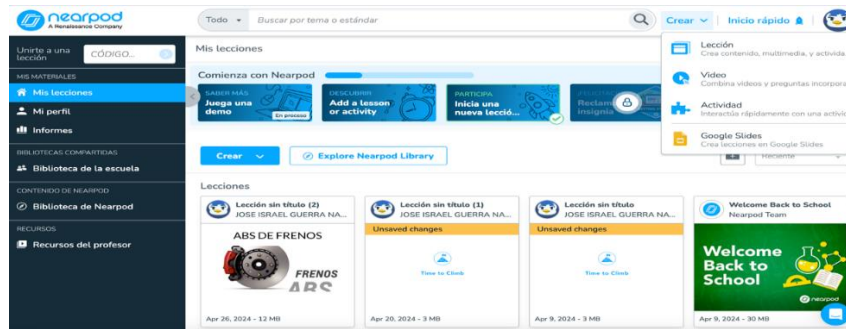 nearpod
A Renaissance Company
Todo
Buscar por tema o estándar
Crear
Inicio rápido
Unirte a una lección
CÓDIGO...
MIS MATERIALES
Mis lecciones
Mi perfil
Informes
BIBLIOTECAS COMPARTIDAS
Biblioteca de la escuela
CONTENIDO DE NEARPOD
Biblioteca de Nearpod
RECURSOS
Recursos del profesor
Mis lecciones
Comienza con Nearpod
SABER MÁS
Juega una demo
En proceso
DESCUBRIR
Add a lesson or activity
PARTICIPA
Inicia una nueva lecció...
Reclam
insignia
Lección
Crea contenido, multimedia, y activida
Video
Combina videos y preguntas incorpora
Actividad
Interactúa rápidamente con una activi
Google Slides
Crea lecciones en Google Slides
Crear
Explore Nearpod Library
Reciente
Lecciones
Lección sin título (2)
JOSE ISRAEL GUERRA NA...
ABS DE FRENOS
FRENOS
ABS
Apr 26, 2024 - 12 MB
Lección sin título (1)
JOSE ISRAEL GUERRA NA...
Unsaved changes
Time to Climb
Apr 20, 2024 - 3 MB
Lección sin título
JOSE ISRAEL GUERRA NA...
Unsaved changes
Time to Climb
Apr 9, 2024 - 3 MB
Welcome Back to School
Nearpod Team
Welcome
Back to
School
nearpod
Apr 9, 2024 - 30 MB